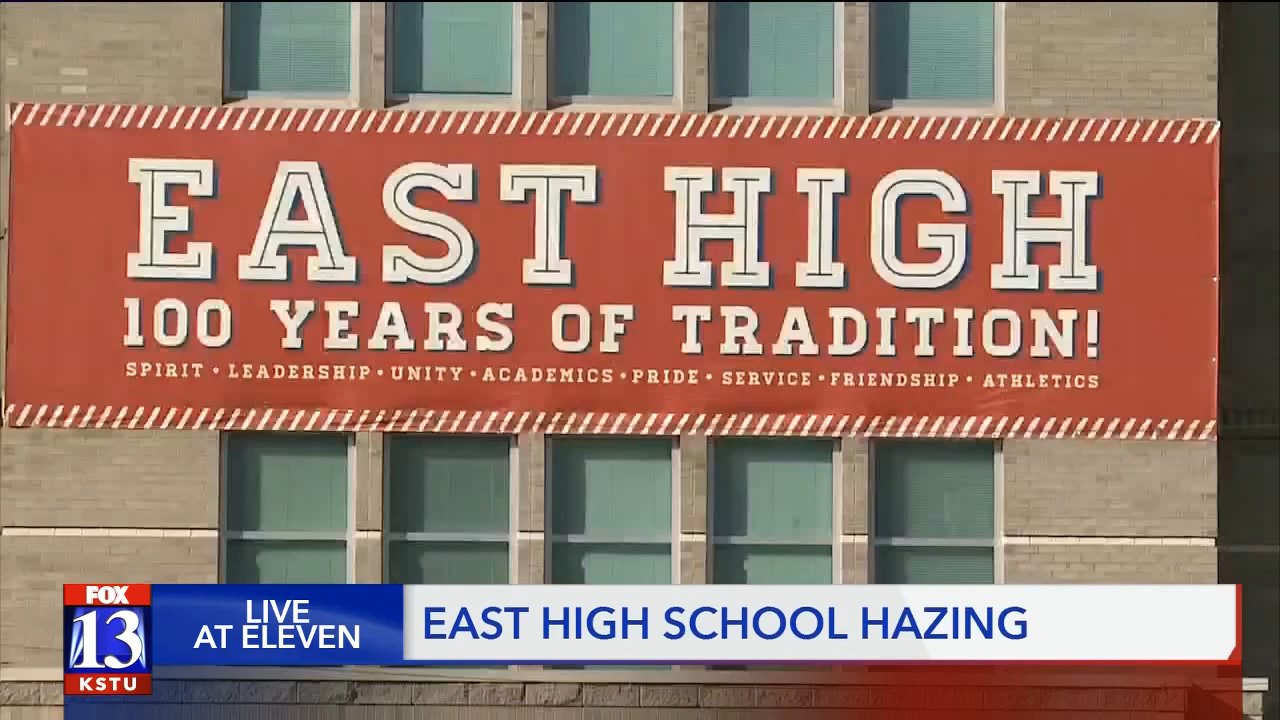 EAST HIGH
100 YEARS OF TRADITION!
SPIRIT • LEADERSHIP • UNITY • ACADEMICS • PRIDE • SERVICE • FRIENDSHIP • ATHLETICS
FOX
13
KSTU
LIVE
AT ELEVEN
EAST HIGH SCHOOL HAZING